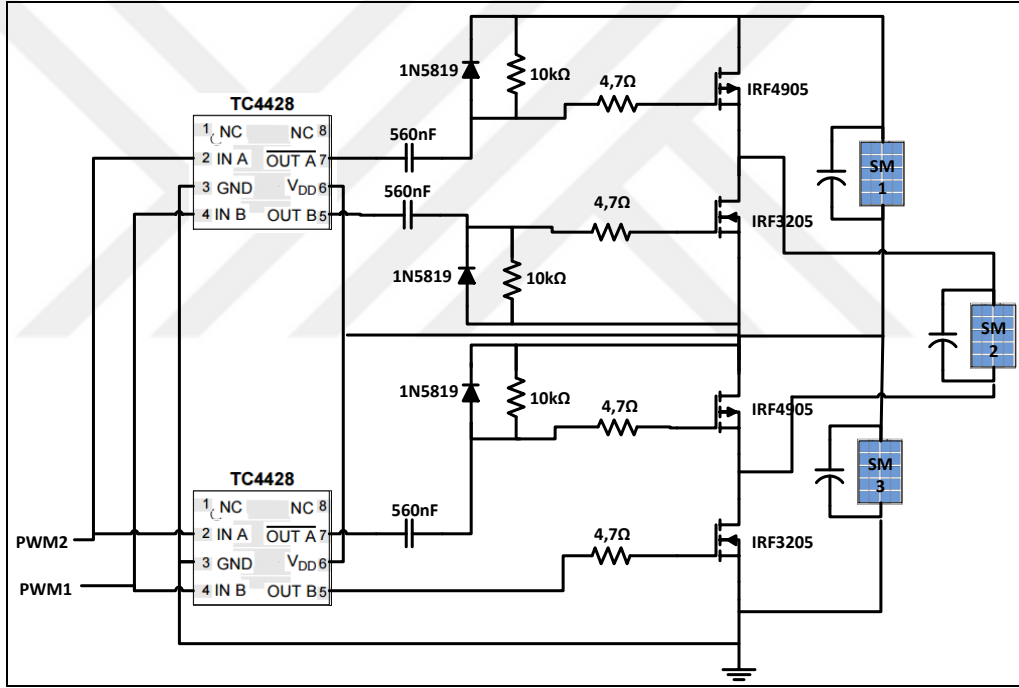 1N5819
10kΩ
4,7Ω
IRF4905
TC4428
1 NC NC 8
2 IN A OUT A 7
3 GND VDD 6
4 IN B OUT B 5
560nF
560nF
SM
1
4,7Ω
IRF3205
1N5819
10kΩ
SM
2
1N5819
10kΩ
4,7Ω
IRF4905
SM
3
TC4428
1 NC NC 8
2 IN A OUT A 7
3 GND VDD 6
4 IN B OUT B 5
560nF
4,7Ω
IRF3205
PWM2
PWM1